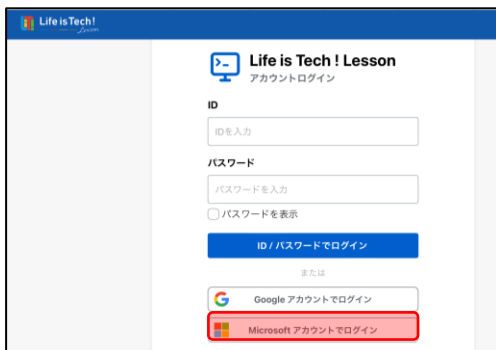 Life is Tech!
Lesson
Life is Tech ! Lesson
アカウントログイン
ID
IDを入力
パスワード
パスワードを入力
パスワードを表示
ID / パスワードでログイン
または
Google アカウントでログイン
Microsoft アカウントでログイン